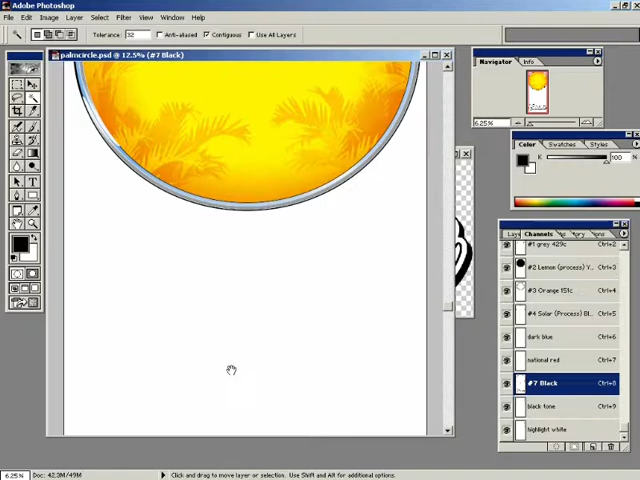 Adobe Photoshop
File Edit Image Layer Select Filter View Window Help
Tolerance: 32 Anti-aliased Contiguous Use All Layers
palmcircle.psd @ 12.5% (#7 Black)
Navigator Info
6.25%
Color Swatches Styles
K 100 %
Channels
#1 grey 429c Ctrl+2
#2 Lemon (process) Y... Ctrl+3
#3 Orange 151c Ctrl+4
#4 Solar (Process) Bl... Ctrl+5
dark blue Ctrl+6
national red Ctrl+7
#7 Black Ctrl+8
black tone Ctrl+9
highlight white
6.25% Doc: 42.3M/49M Click and drag to move layer or selection. Use Shift and Alt for additional options.